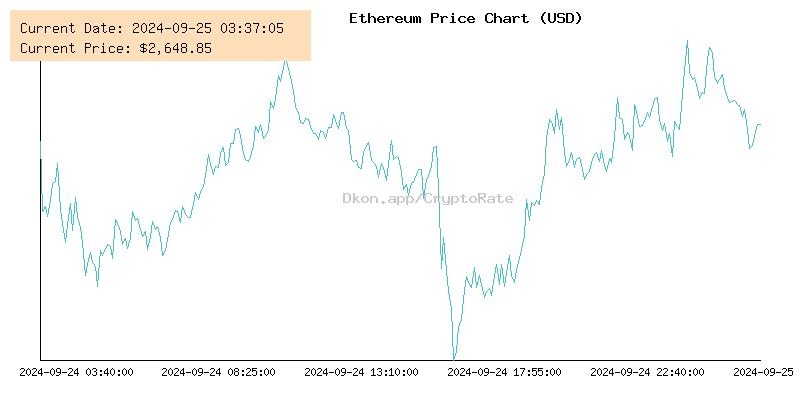 Ethereum Price Chart (USD)
Current Date: 2024-09-25 03:37:05
Current Price: $2,648.85
Dkon.app/CryptoRate
2024-09-24 03:40:00 2024-09-24 08:25:00 2024-09-24 13:10:00 2024-09-24 17:55:00 2024-09-24 22:40:00 2024-09-25